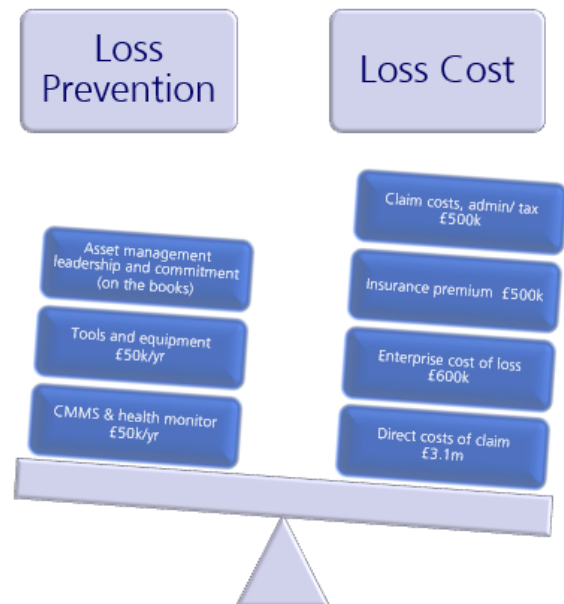 Loss
Prevention
Loss Cost
Asset management
leadership and commitment
(on the books)
Tools and equipment
£50k/yr
CMMS & health monitor
£50k/yr
Claim costs, admin/ tax
£500k
Insurance premium £500k
Enterprise cost of loss
£600k
Direct costs of claim
£3.1m